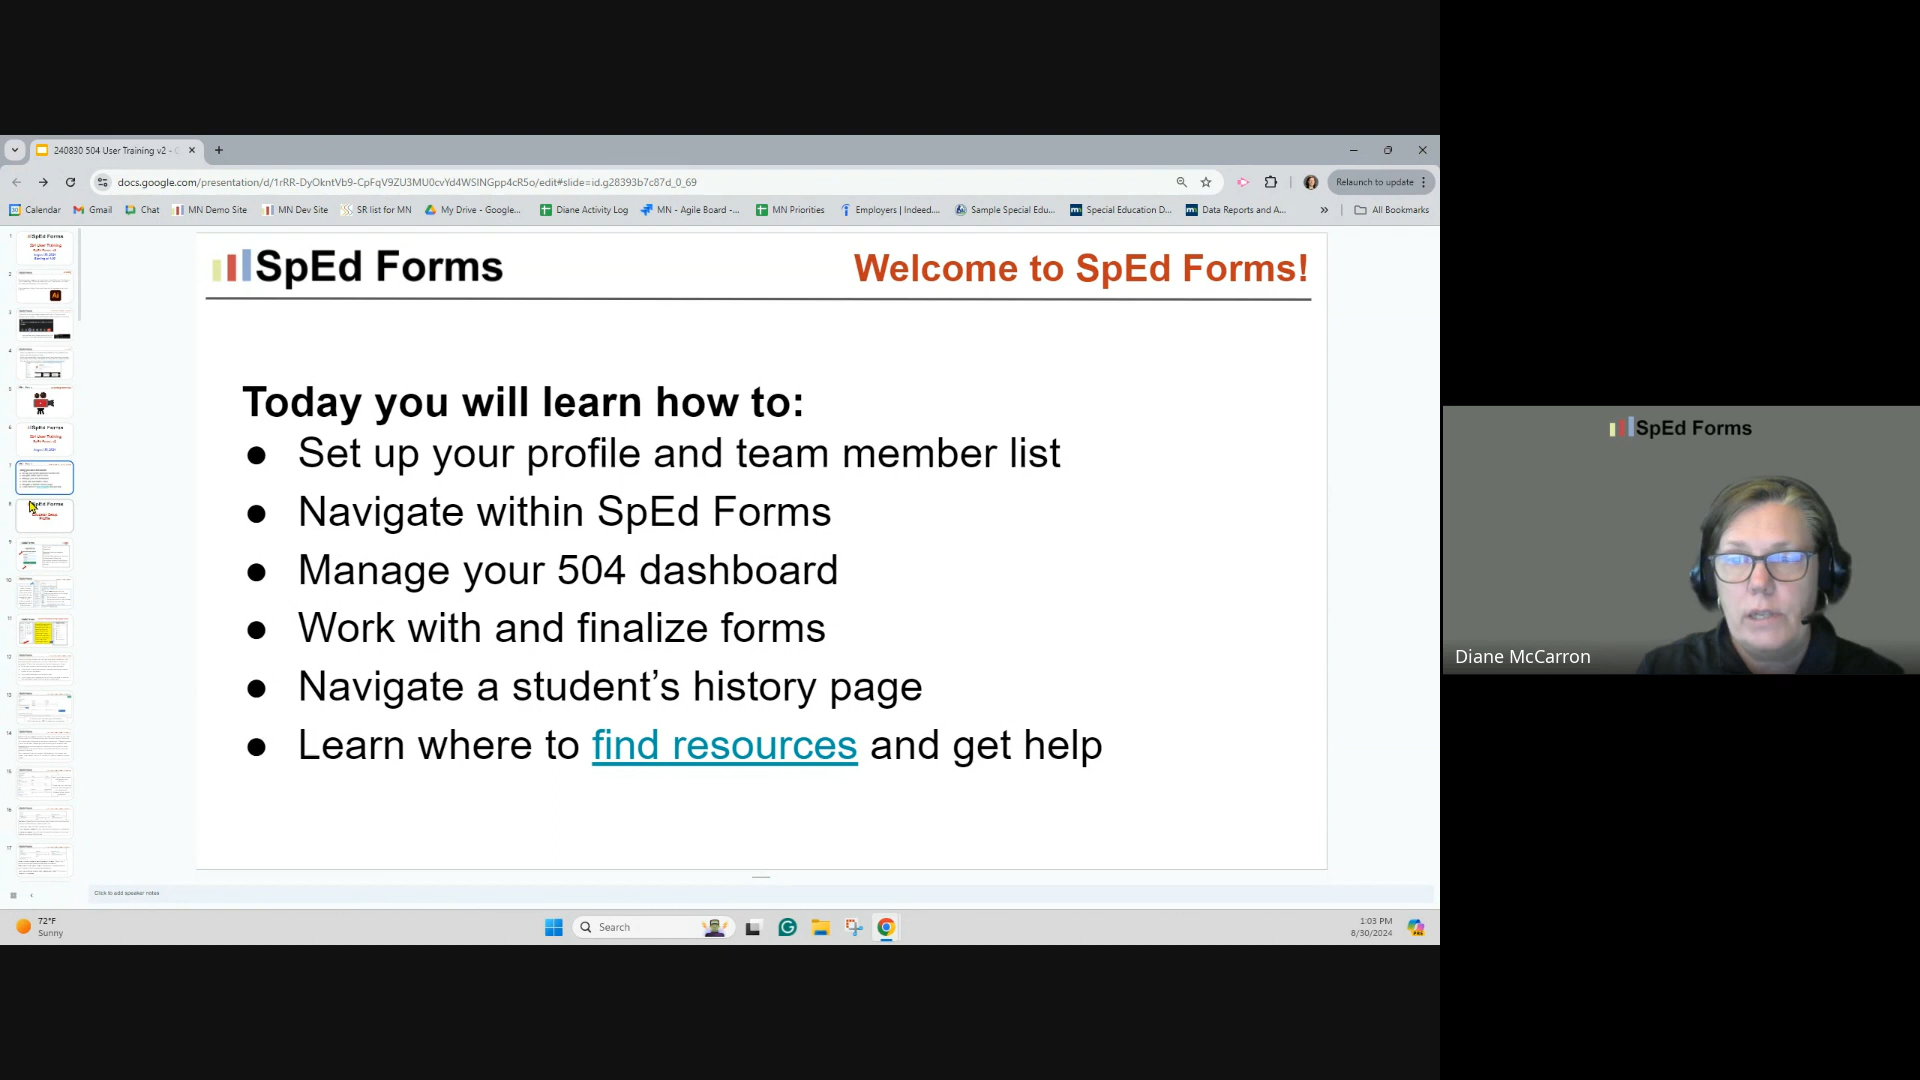 240830 504 User Training v2 -
docs.google.com/presentation/d/1rRR-DyOkntVb9-CpFqV9ZU3MU0cvYd4WSlNGpp4cR5o/edit#slide=id.g28393b7c87d_0_69
Relaunch to update
Calendar Gmail Chat MN Demo Site MN Dev Site SR list for MN My Drive - Google... Diane Activity Log MN - Agile Board -... MN Priorities Employers | Indeed.... Sample Special Edu... Special Education D... Data Reports and A... » All Bookmarks
SpEd Forms
Welcome to SpEd Forms!
Today you will learn how to:
● Set up your profile and team member list
● Navigate within SpEd Forms
● Manage your 504 dashboard
● Work with and finalize forms
● Navigate a student’s history page
● Learn where to find resources and get help
Click to add speaker notes
72°F
Sunny
Search
1:03 PM
8/30/2024
SpEd Forms
Diane McCarron